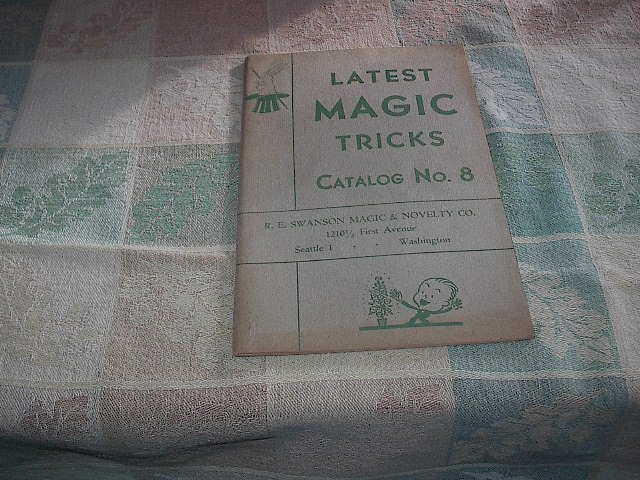 LATEST
MAGIC
TRICKS
CATALOG No. 8
R. E. SWANSON MAGIC & NOVELTY CO.
1210½ First Avenue
Seattle 1 - - Washington